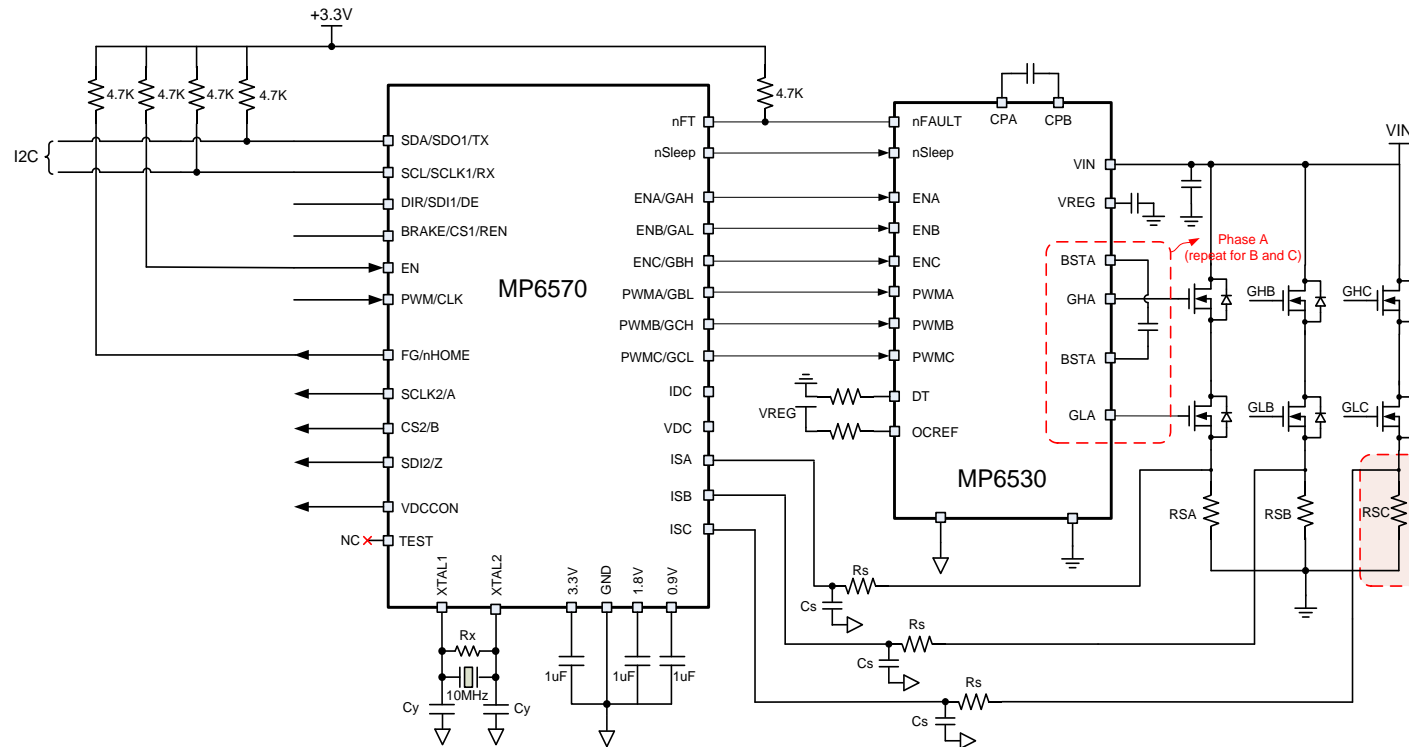 +3.3V
4.7K
4.7K
4.7K
4.7K
4.7K
I2C
SDA/SDO1/TX
SCL/SCLK1/RX
DIR/SDI1/DE
BRAKE/CS1/REN
EN
PWM/CLK
FG/nHOME
SCLK2/A
CS2/B
SDI2/Z
VDCCON
NC
TEST
MP6570
nFT
nSleep
ENA/GAH
ENB/GAL
ENC/GBH
PWMA/GBL
PWMB/GCH
PWMC/GCL
IDC
VDC
ISA
ISB
ISC
XTAL1
XTAL2
3.3V
GND
1.8V
0.9V
Rx
10MHz
Cy
Cy
1uF
1uF
1uF
CPA
CPB
nFAULT
nSleep
ENA
ENB
ENC
PWMA
PWMB
PWMC
DT
OCREF
VREG
MP6530
VIN
VREG
BSTA
GHA
BSTA
GLA
Phase A
(repeat for B and C)
VIN
GHB
GHC
GLB
GLC
RSA
RSB
RSC
Rs
Cs
Rs
Cs
Rs
Cs